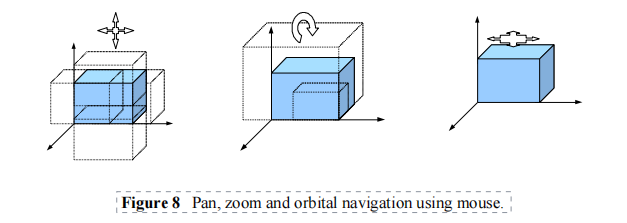 Figure 8 Pan, zoom and orbital navigation using mouse.